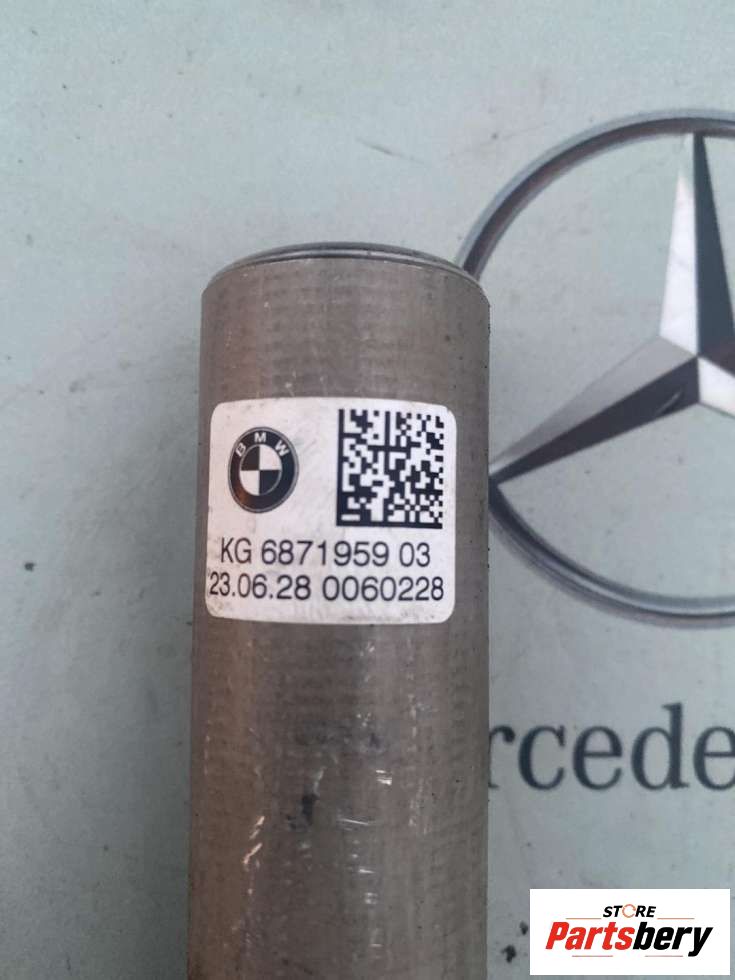 BMW
KG 6871959 03
23.06.28 0060228
rcede
STORE
Partsbery